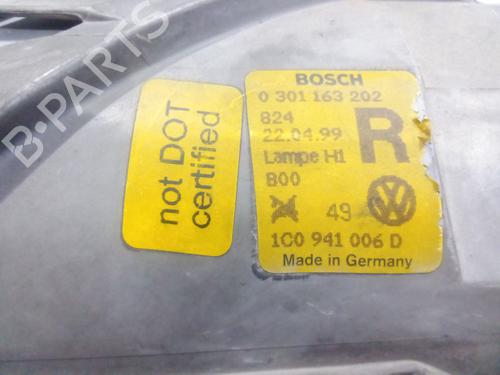 not DOT
certified
BOSCH
0 301 163 202
824
22.04.99
R
Lampe H1
B00
49
1C0 941 006 D
Made in Germany
B-PARTS